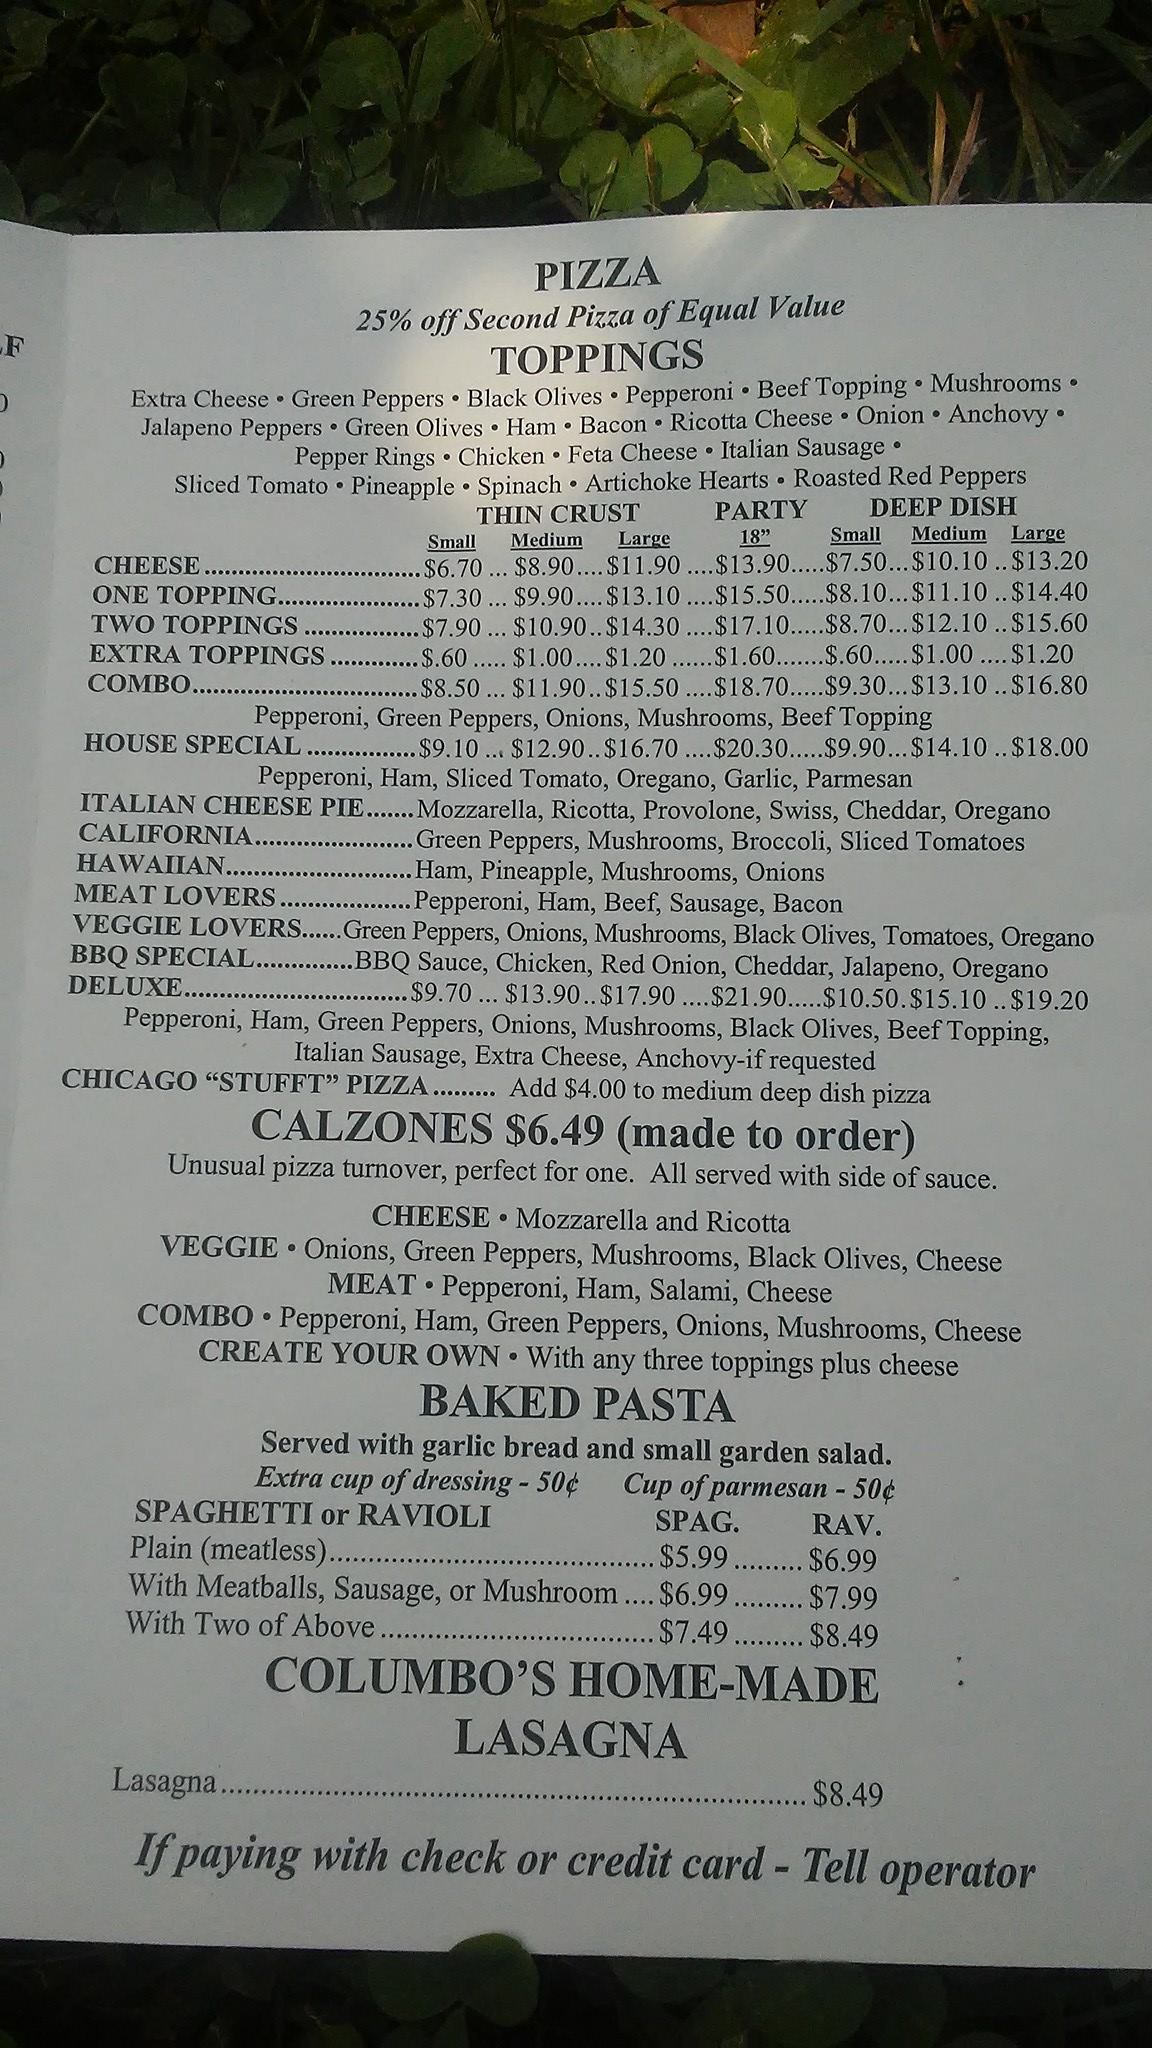 LF
PIZZA
25% off Second Pizza of Equal Value
TOPPINGS
Extra Cheese • Green Peppers • Black Olives • Pepperoni • Beef Topping • Mushrooms •
Jalapeno Peppers • Green Olives • Ham • Bacon • Ricotta Cheese • Onion • Anchovy •
Pepper Rings • Chicken • Feta Cheese • Italian Sausage •
Sliced Tomato • Pineapple • Spinach • Artichoke Hearts • Roasted Red Peppers
THIN CRUST PARTY DEEP DISH
Small Medium Large 18" Small Medium Large
CHEESE..............................$6.70 ... $8.90....$11.90 ....$13.90.....$7.50...$10.10 ..$13.20
ONE TOPPING....................$7.30 ... $9.90....$13.10 ....$15.50.....$8.10...$11.10 ..$14.40
TWO TOPPINGS ................$7.90 ... $10.90..$14.30 ....$17.10.....$8.70...$12.10 ..$15.60
EXTRA TOPPINGS ............$.60 ..... $1.00....$1.20 ......$1.60.......$.60.....$1.00 ....$1.20
COMBO................................$8.50 ... $11.90..$15.50 ....$18.70.....$9.30...$13.10 ..$16.80
Pepperoni, Green Peppers, Onions, Mushrooms, Beef Topping
HOUSE SPECIAL ...............$9.10 ... $12.90..$16.70 ....$20.30.....$9.90...$14.10 ..$18.00
Pepperoni, Ham, Sliced Tomato, Oregano, Garlic, Parmesan
ITALIAN CHEESE PIE.......Mozzarella, Ricotta, Provolone, Swiss, Cheddar, Oregano
CALIFORNIA.......................Green Peppers, Mushrooms, Broccoli, Sliced Tomatoes
HAWAIIAN...........................Ham, Pineapple, Mushrooms, Onions
MEAT LOVERS...................Pepperoni, Ham, Beef, Sausage, Bacon
VEGGIE LOVERS......Green Peppers, Onions, Mushrooms, Black Olives, Tomatoes, Oregano
BBQ SPECIAL..............BBQ Sauce, Chicken, Red Onion, Cheddar, Jalapeno, Oregano
DELUXE................................$9.70 ... $13.90..$17.90 ....$21.90.....$10.50.$15.10 ..$19.20
Pepperoni, Ham, Green Peppers, Onions, Mushrooms, Black Olives, Beef Topping,
Italian Sausage, Extra Cheese, Anchovy-if requested
CHICAGO “STUFFT” PIZZA......... Add $4.00 to medium deep dish pizza
CALZONES $6.49 (made to order)
Unusual pizza turnover, perfect for one. All served with side of sauce.
CHEESE • Mozzarella and Ricotta
VEGGIE • Onions, Green Peppers, Mushrooms, Black Olives, Cheese
MEAT • Pepperoni, Ham, Salami, Cheese
COMBO • Pepperoni, Ham, Green Peppers, Onions, Mushrooms, Cheese
CREATE YOUR OWN • With any three toppings plus cheese
BAKED PASTA
Served with garlic bread and small garden salad.
Extra cup of dressing - 50¢ Cup of parmesan - 50¢
SPAGHETTI or RAVIOLI SPAG. RAV.
Plain (meatless)..............................................$5.99 ......... $6.99
With Meatballs, Sausage, or Mushroom ....$6.99 ......... $7.99
With Two of Above ......................................$7.49 ......... $8.49
COLUMBO’S HOME-MADE
LASAGNA
Lasagna................................................................................. $8.49
If paying with check or credit card - Tell operator